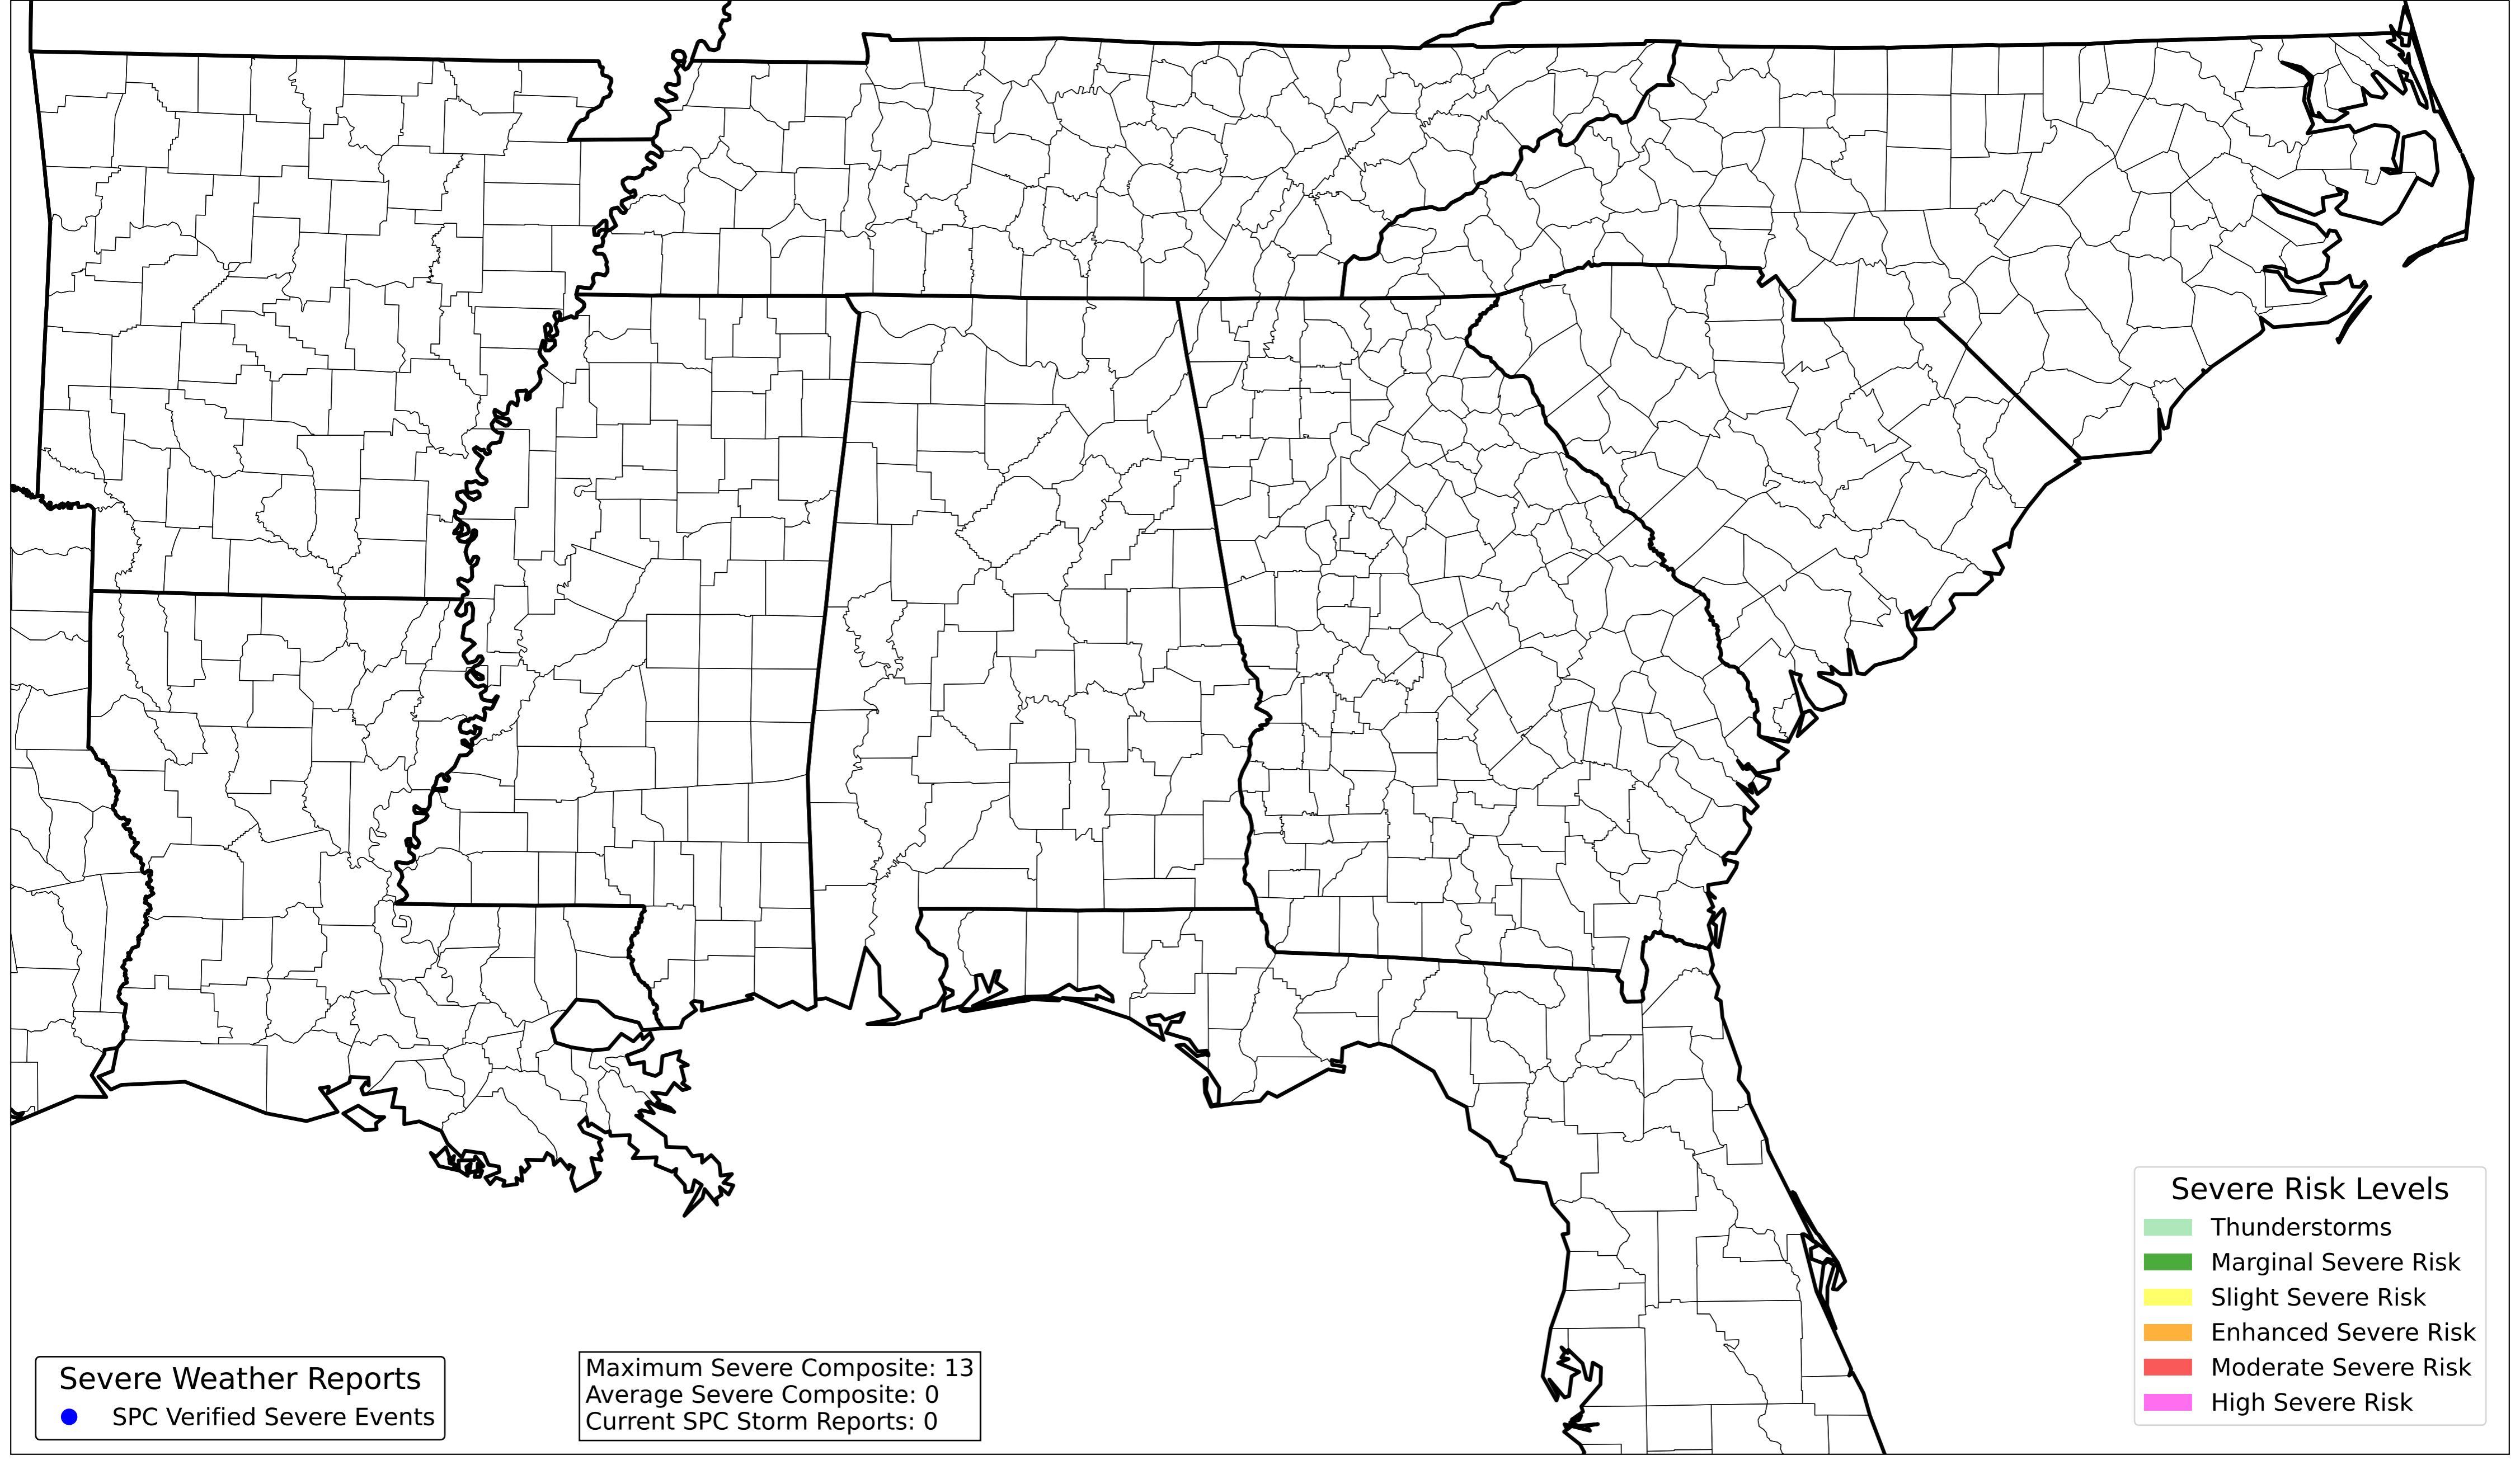 Severe Risk Levels
Thunderstorms
Marginal Severe Risk
Slight Severe Risk
Enhanced Severe Risk
Moderate Severe Risk
High Severe Risk
Severe Weather Reports
SPC Verified Severe Events
Maximum Severe Composite: 13
Average Severe Composite: 0
Current SPC Storm Reports: 0